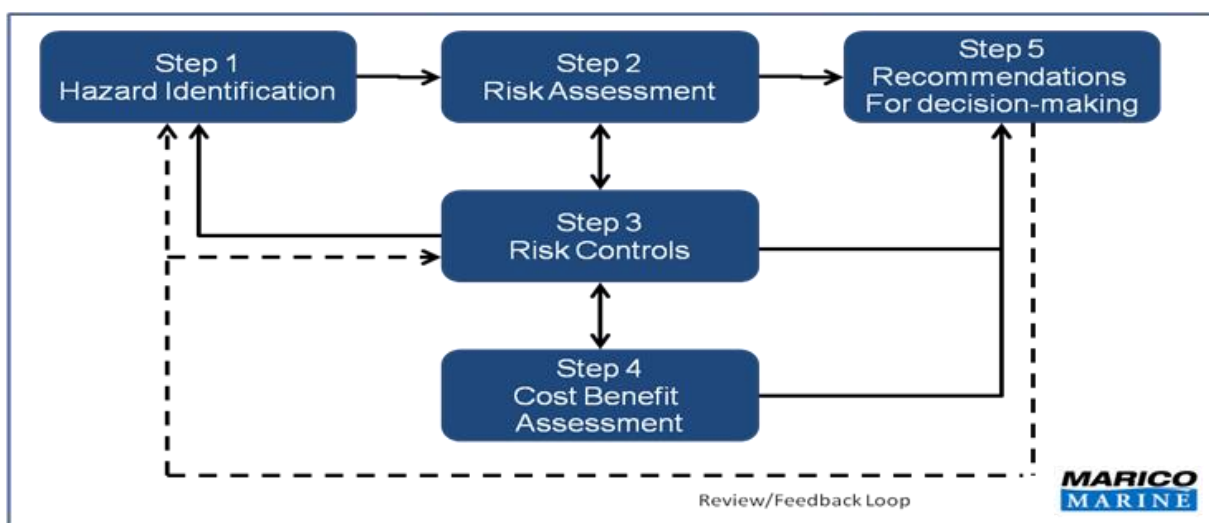 Step 1
Hazard Identification
Step 2
Risk Assessment
Step 5
Recommendations
For decision-making
Step 3
Risk Controls
Step 4
Cost Benefit
Assessment
Review/Feedback Loop
MARICO
MARINE